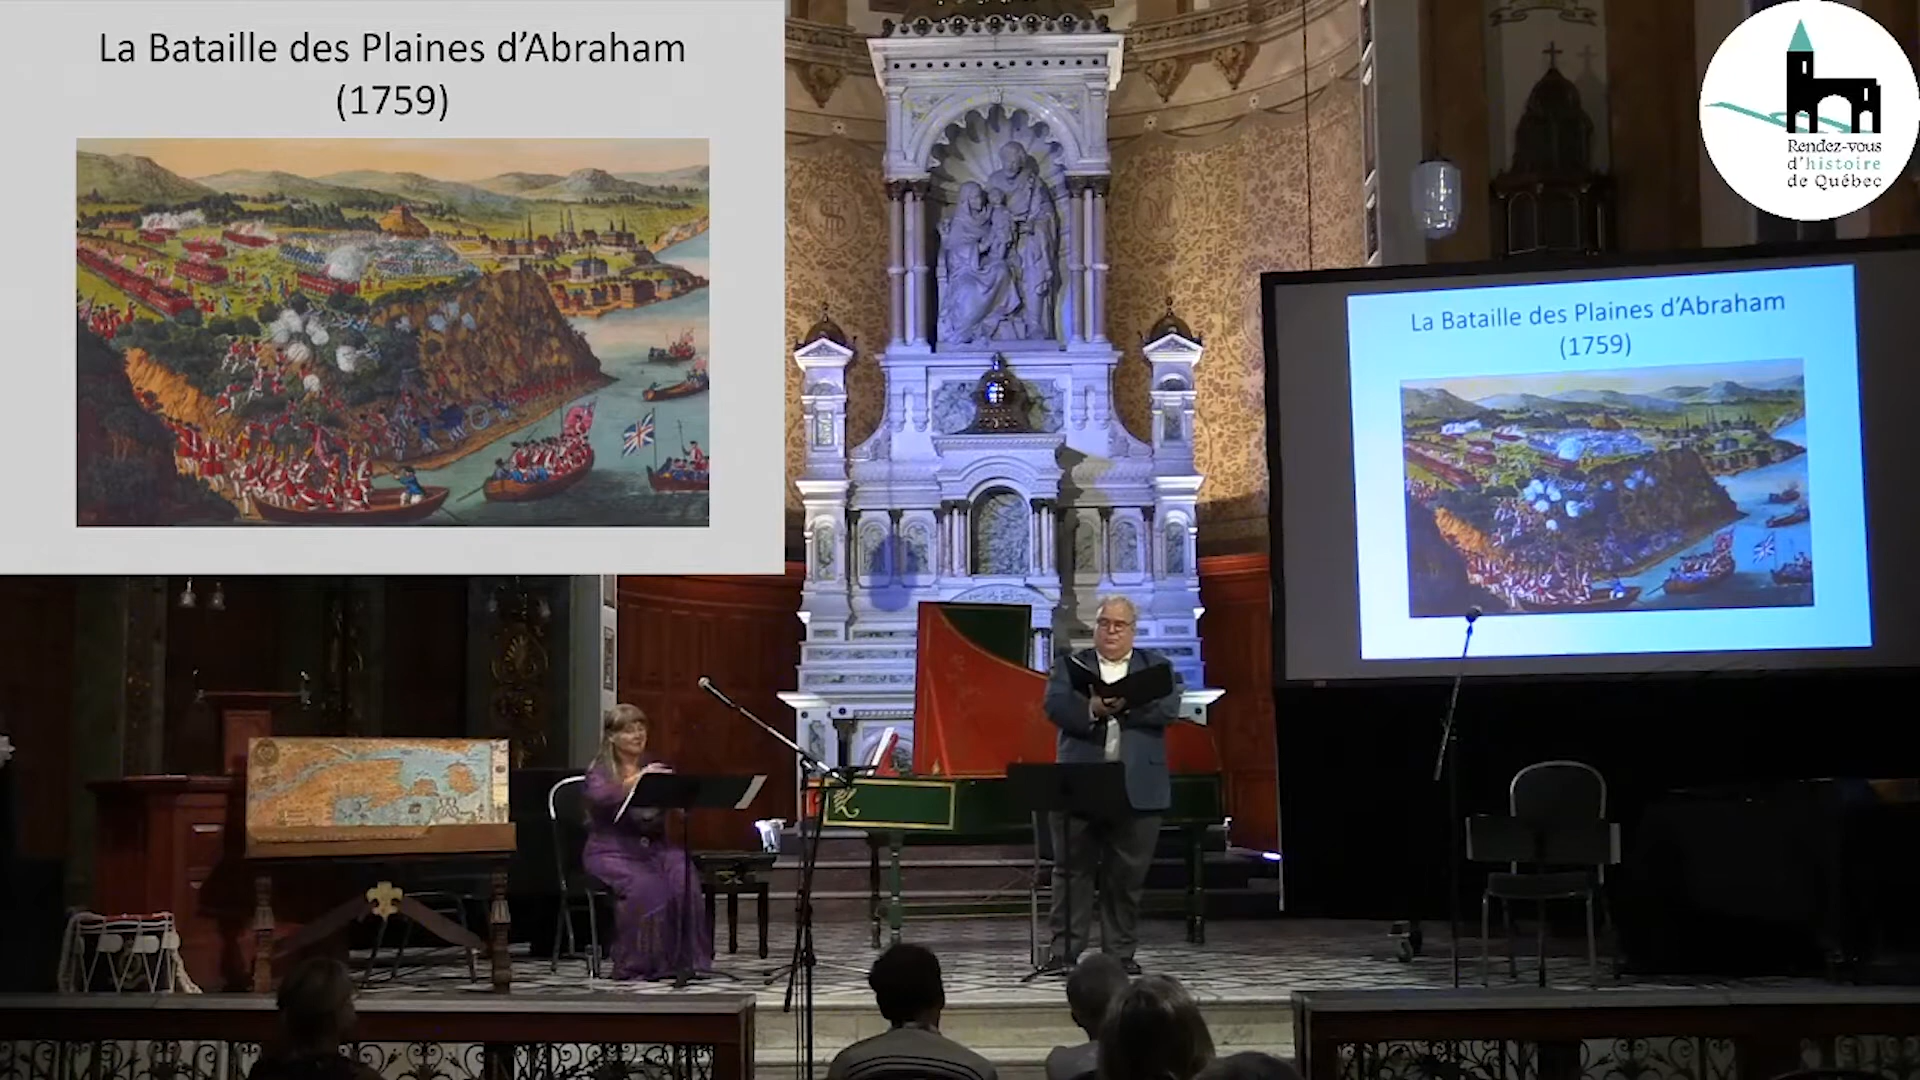 La Bataille des Plaines d'Abraham
(1759)
Rendez-vous
d'histoire
de Québec
La Bataille des Plaines d'Abraham
(1759)